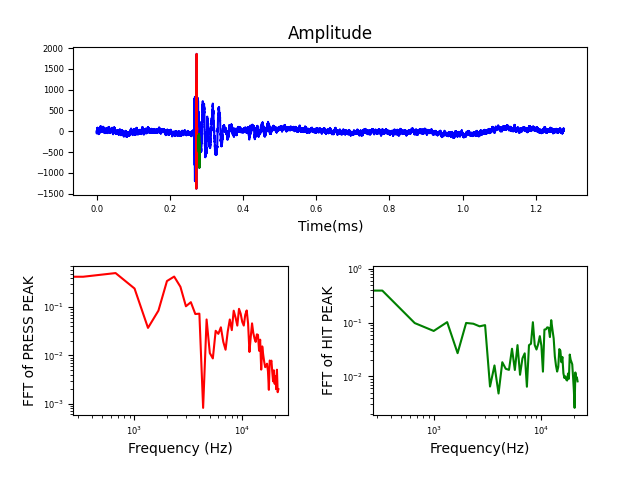 Amplitude
2000
1500
1000
500
0
−500
−1000
−1500
0.0 0.2 0.4 0.6 0.8 1.0 1.2
Time(ms)
FFT of PRESS PEAK
10⁻¹
10⁻²
10⁻³
10³ 10⁴
Frequency (Hz)
FFT of HIT PEAK
10⁰
10⁻¹
10⁻²
10³ 10⁴
Frequency(Hz)